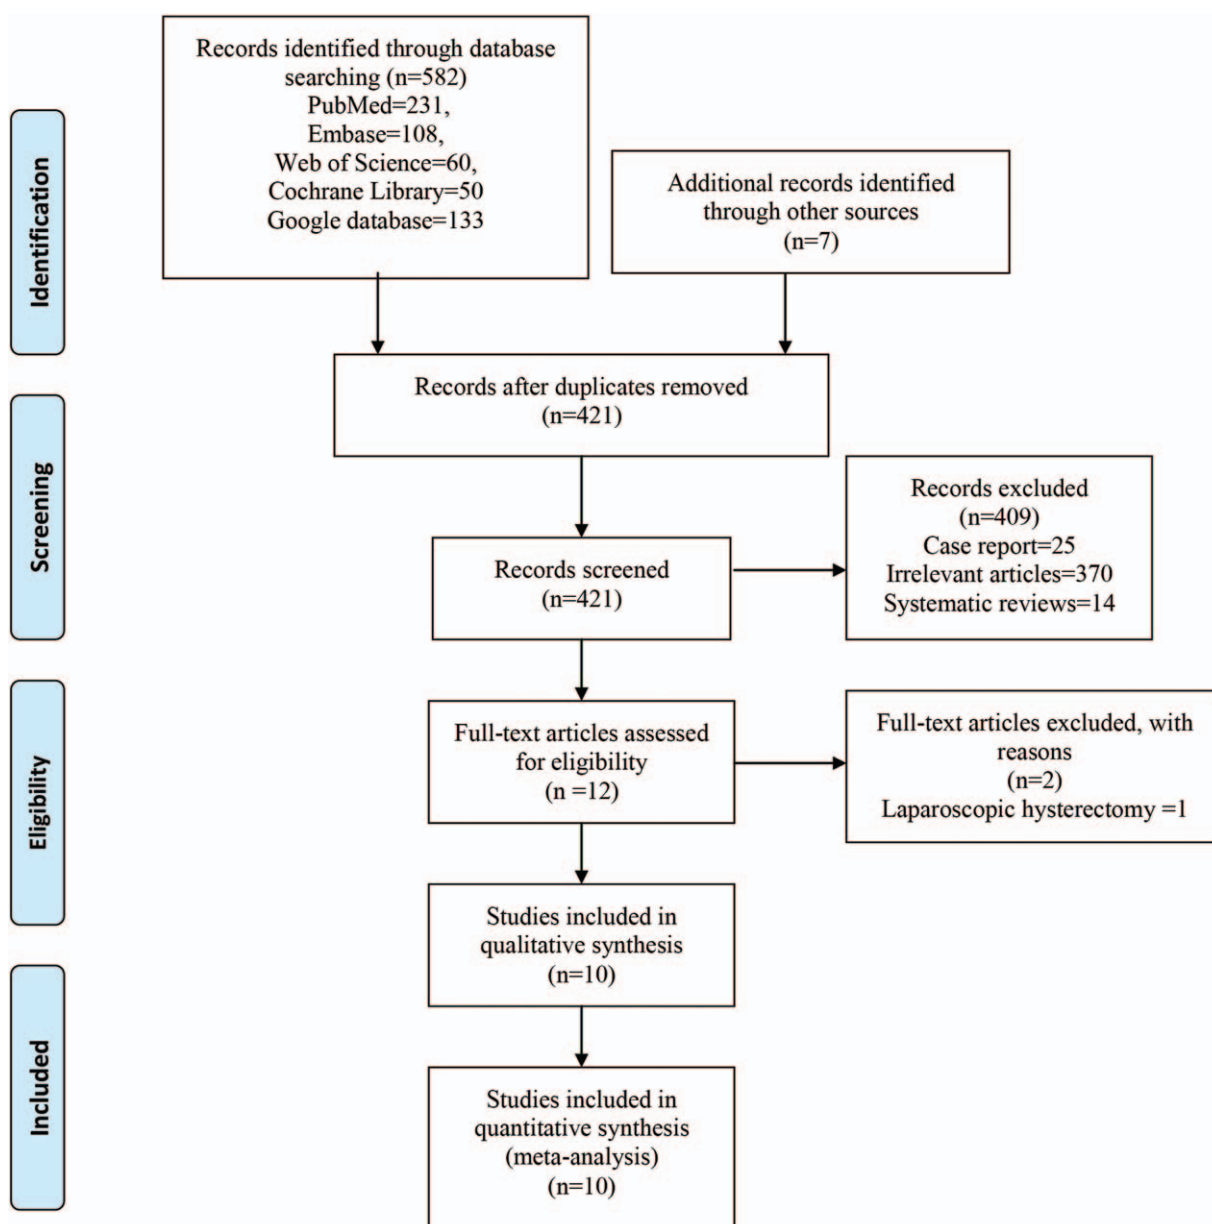 Identification
Records identified through database
searching (n=582)
PubMed=231,
Embase=108,
Web of Science=60,
Cochrane Library=50
Google database=133
Additional records identified
through other sources
(n=7)
Records after duplicates removed
(n=421)
Screening
Records screened
(n=421)
Records excluded
(n=409)
Case report=25
Irrelevant articles=370
Systematic reviews=14
Eligibility
Full-text articles assessed
for eligibility
(n =12)
Full-text articles excluded, with
reasons
(n=2)
Laparoscopic hysterectomy =1
Studies included in
qualitative synthesis
(n=10)
Included
Studies included in
quantitative synthesis
(meta-analysis)
(n=10)